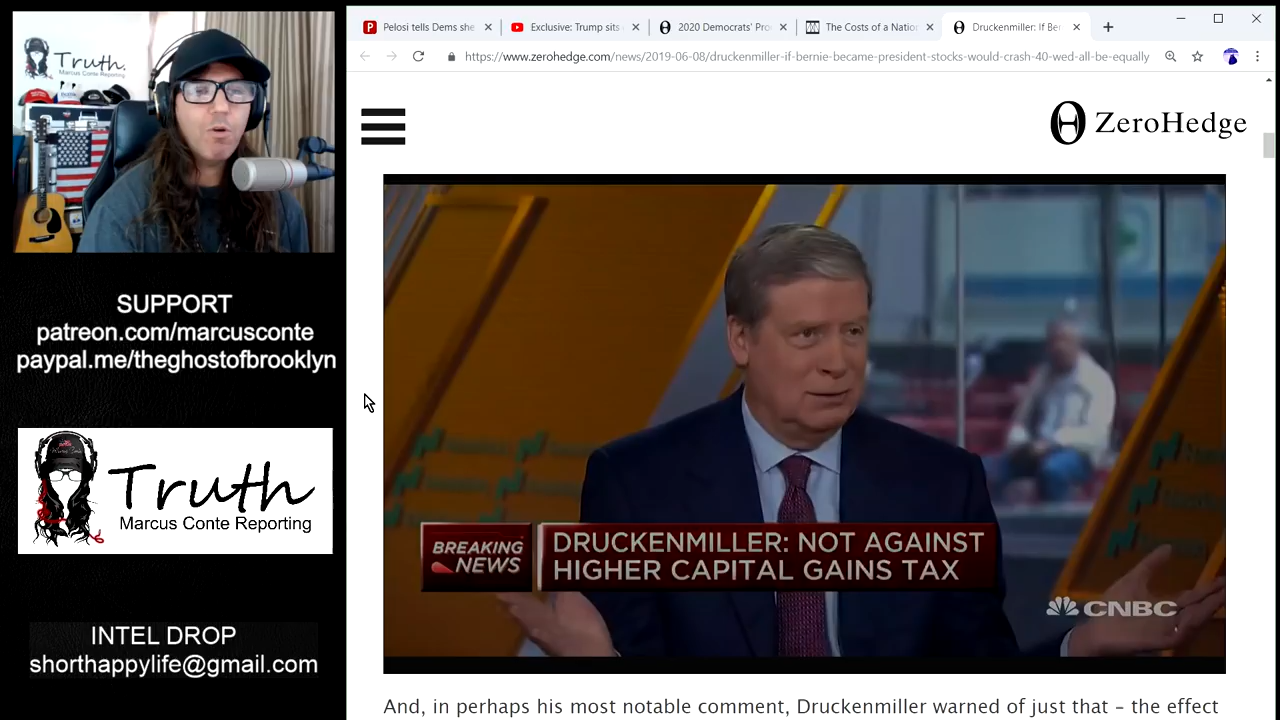 Truth.
Marcus Conte Reporting
SUPPORT
patreon.com/marcusconte
paypal.me/theghostofbrooklyn
Truth
Marcus Conte Reporting
INTEL DROP
shorthappylife@gmail.com
Pelosi tells Dems she
Exclusive: Trump sits
2020 Democrats' Pro
The Costs of a Nation
Druckenmiller: If Ber
https://www.zerohedge.com/news/2019-06-08/druckenmiller-if-bernie-became-president-stocks-would-crash-40-wed-all-be-equally
ZeroHedge
BREAKING
NEWS
DRUCKENMILLER: NOT AGAINST
HIGHER CAPITAL GAINS TAX
CNBC
And, in perhaps his most notable comment, Druckenmiller warned of just that – the effect